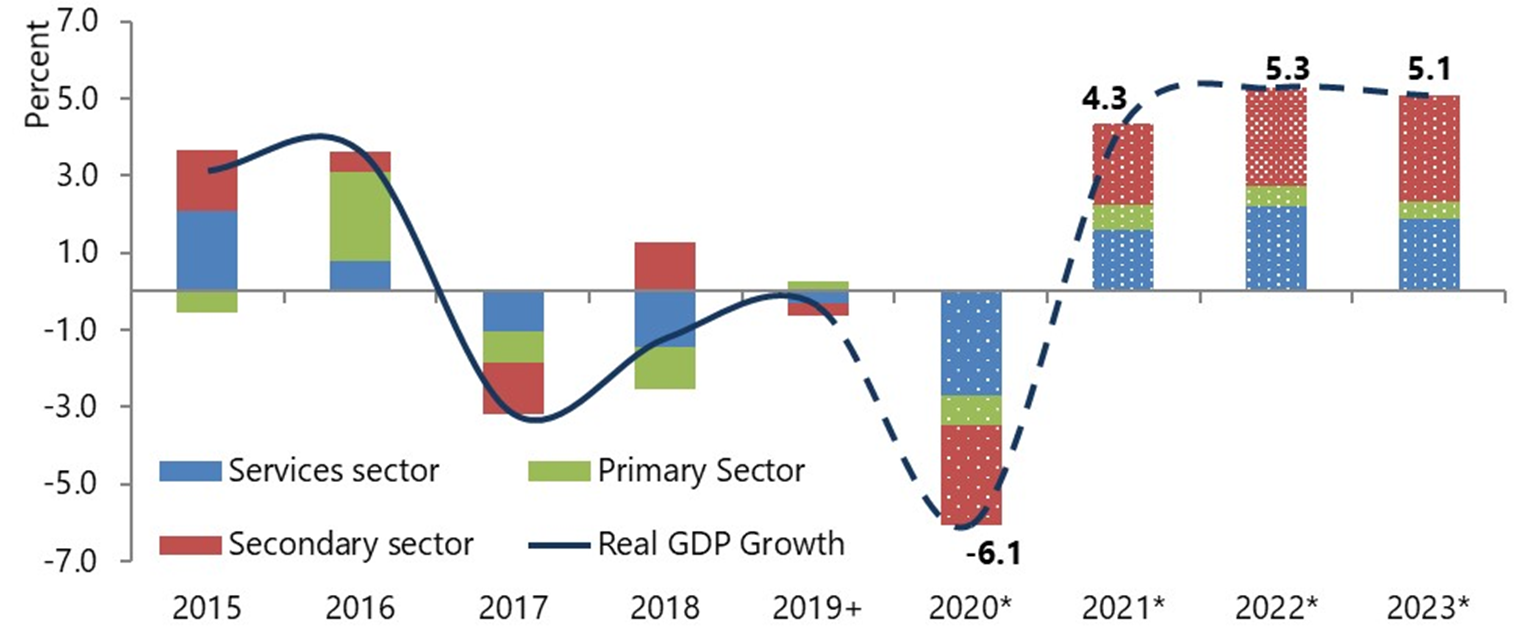 Percent
7.0
5.0
3.0
1.0
-1.0
-3.0
-5.0
-7.0
4.3
5.3
5.1
-6.1
Services sector
Primary Sector
Secondary sector
Real GDP Growth
2015 2016 2017 2018 2019+ 2020* 2021* 2022* 2023*